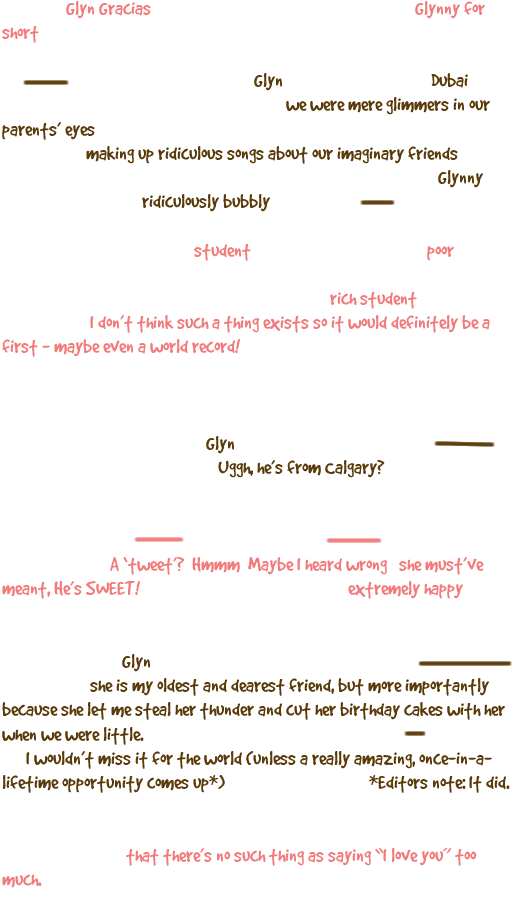 Glyn Gracias Glynny for
short
Glyn Dubai
we were mere glimmers in our
parents' eyes
making up ridiculous songs about our imaginary friends
Glynny
ridiculously bubbly
student poor
rich student
I don't think such a thing exists so it would definitely be a
first - maybe even a world record!
Glyn
Uggh, he's from Calgary?
A 'tweet'? Hmmm Maybe I heard wrong she must've
meant, He's SWEET! extremely happy
Glyn
she is my oldest and dearest friend, but more importantly
because she let me steal her thunder and cut her birthday cakes with her
when we were little.
I wouldn't miss it for the world (unless a really amazing, once-in-a-
lifetime opportunity comes up*) *Editors note: It did.
that there's no such thing as saying "I love you" too
much.